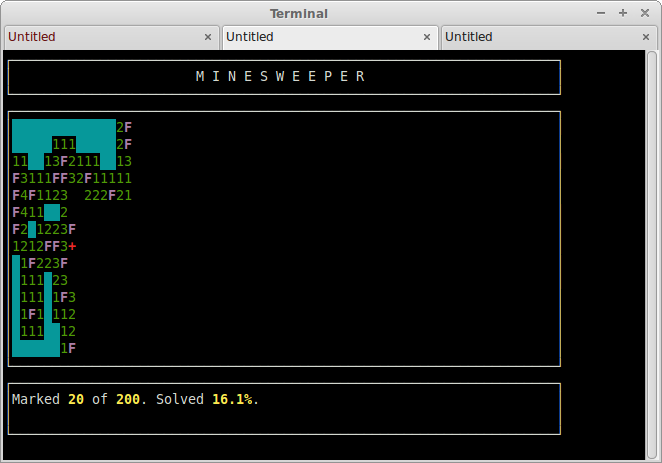 Terminal
Untitled Untitled Untitled
M I N E S W E E P E R
2F
111 2F
11 13F2111 13
F3111FF32F11111
F4F1123 222F21
F411 2
F2 1223F
1212FF3+
1F223F
111 23
111 1F3
1F1 112
111 12
1F
Marked 20 of 200. Solved 16.1%.